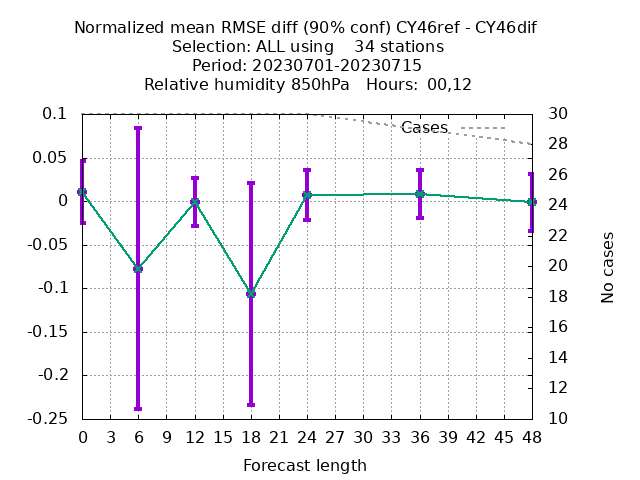 Normalized mean RMSE diff (90% conf) CY46ref - CY46dif
Selection: ALL using    34 stations
Period: 20230701-20230715
Relative humidity 850hPa   Hours: 00,12
Cases
0.1
0.05
0
-0.05
-0.1
-0.15
-0.2
-0.25
30
28
26
24
22
20
18
16
14
12
10
No cases
0 3 6 9 12 15 18 21 24 27 30 33 36 39 42 45 48
Forecast length